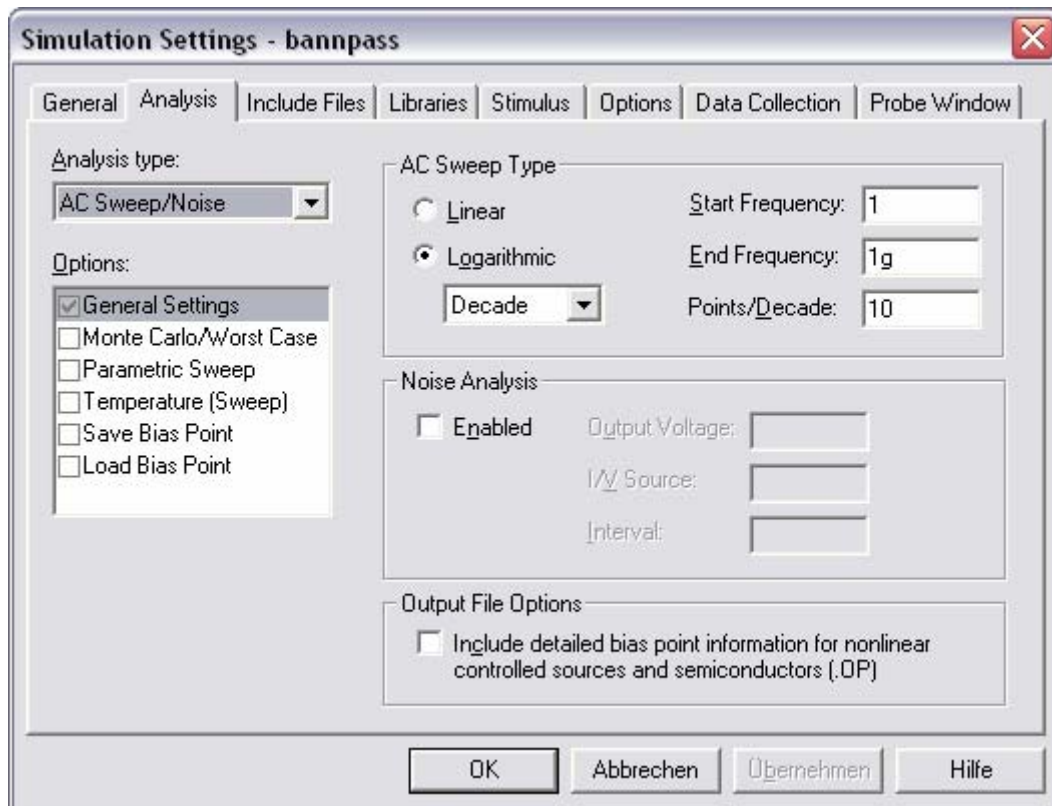 Simulation Settings - bannpass
General Analysis Include Files Libraries Stimulus Options Data Collection Probe Window
Analysis type:
AC Sweep/Noise
Options:
General Settings
Monte Carlo/Worst Case
Parametric Sweep
Temperature (Sweep)
Save Bias Point
Load Bias Point
AC Sweep Type
Linear
Logarithmic
Decade
Start Frequency: 1
End Frequency: 1g
Points/Decade: 10
Noise Analysis
Enabled
Output Voltage:
I/V Source:
Interval:
Output File Options
Include detailed bias point information for nonlinear
controlled sources and semiconductors (.OP)
OK Abbrechen Übernehmen Hilfe